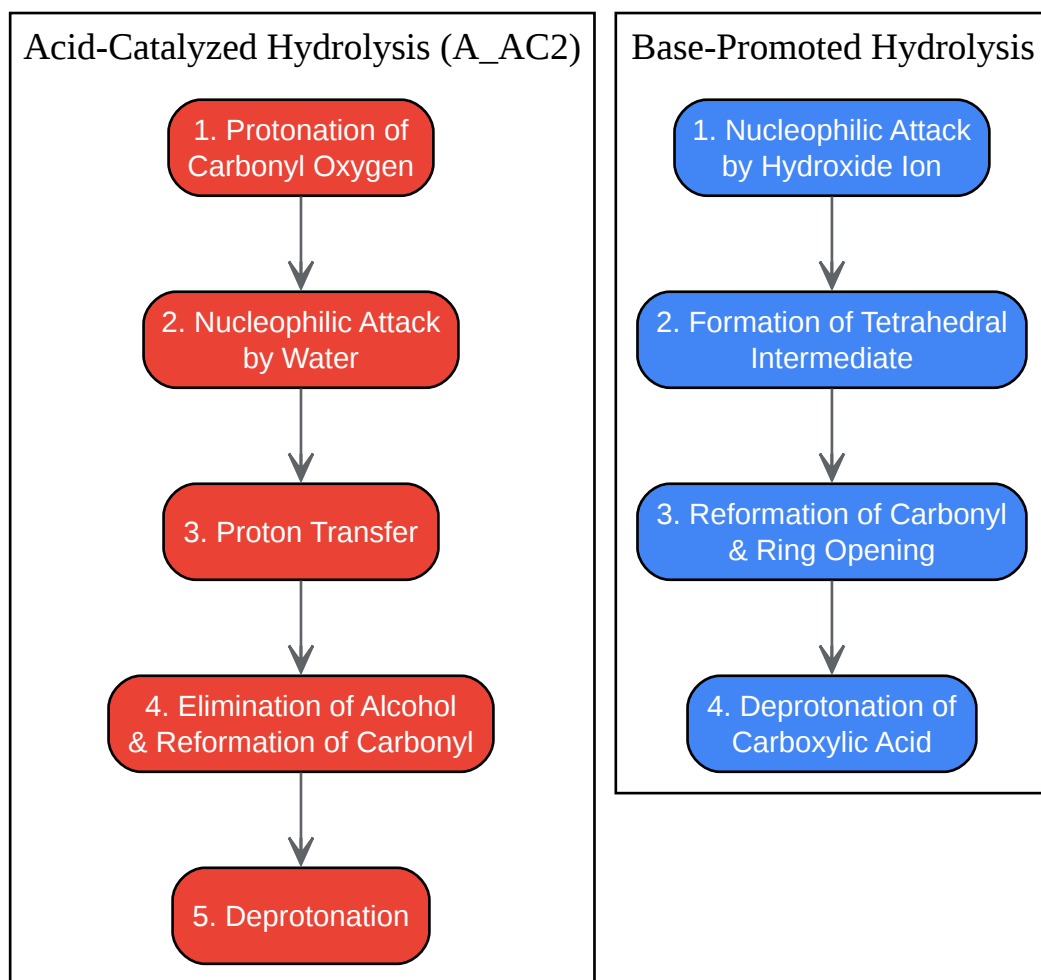 Acid-Catalyzed Hydrolysis (A_AC2)
1. Protonation of
Carbonyl Oxygen
2. Nucleophilic Attack
by Water
3. Proton Transfer
4. Elimination of Alcohol
& Reformation of Carbonyl
5. Deprotonation
Base-Promoted Hydrolysis
1. Nucleophilic Attack
by Hydroxide Ion
2. Formation of Tetrahedral
Intermediate
3. Reformation of Carbonyl
& Ring Opening
4. Deprotonation of
Carboxylic Acid